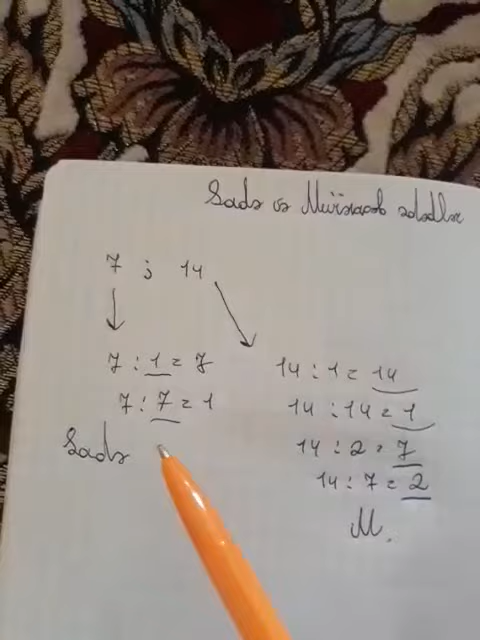 Sadə və Mürəkkəb ədədlər
7 ; 14
7 : 1 = 7
7 : 7 = 1
Sadə
14 : 1 = 14
14 : 14 = 1
14 : 2 = 7
14 : 7 = 2
M.